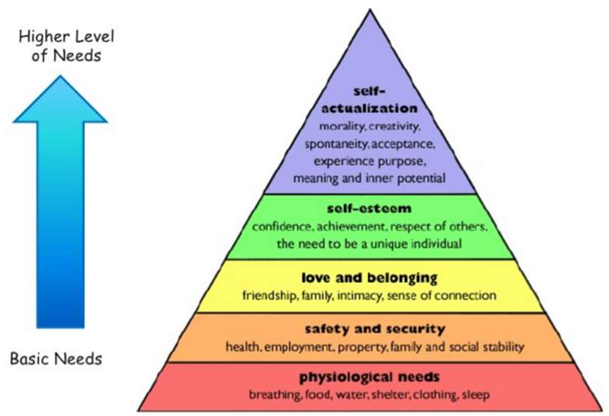 Higher Level
of Needs
Basic Needs
self-
actualization
morality, creativity,
spontaneity, acceptance,
experience purpose,
meaning and inner potential
self-esteem
confidence, achievement, respect of others,
the need to be a unique individual
love and belonging
friendship, family, intimacy, sense of connection
safety and security
health, employment, property, family and social stability
physiological needs
breathing, food, water, shelter, clothing, sleep